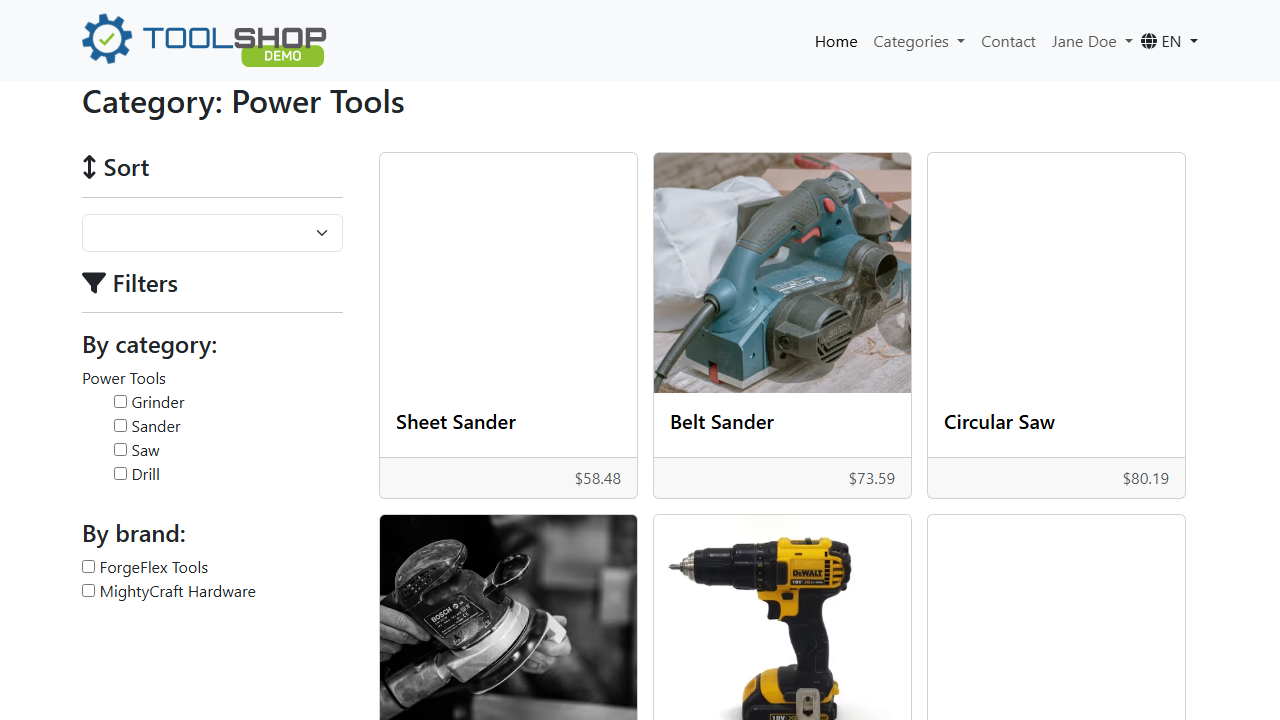 TOOLSHOP
DEMO
Home
Categories
Contact
Jane Doe
EN
Category: Power Tools
Sort
Filters
By category:
Power Tools
Grinder
Sander
Saw
Drill
By brand:
ForgeFlex Tools
MightyCraft Hardware
Sheet Sander
$58.48
Belt Sander
$73.59
Circular Saw
$80.19
BOSCH
DEWALT
18V
18V